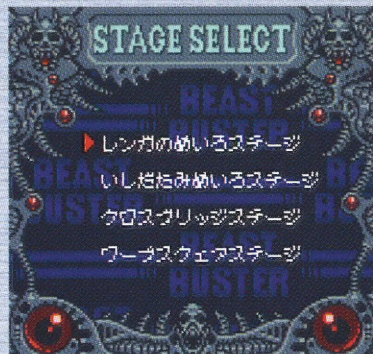 STAGE SELECT
BEAST
BUSTER
レンガのめいろステージ
いしだたみめいろステージ
クロスブリッジステージ
ワープスクェアステージ
BEAST
BUSTER
BUSTER